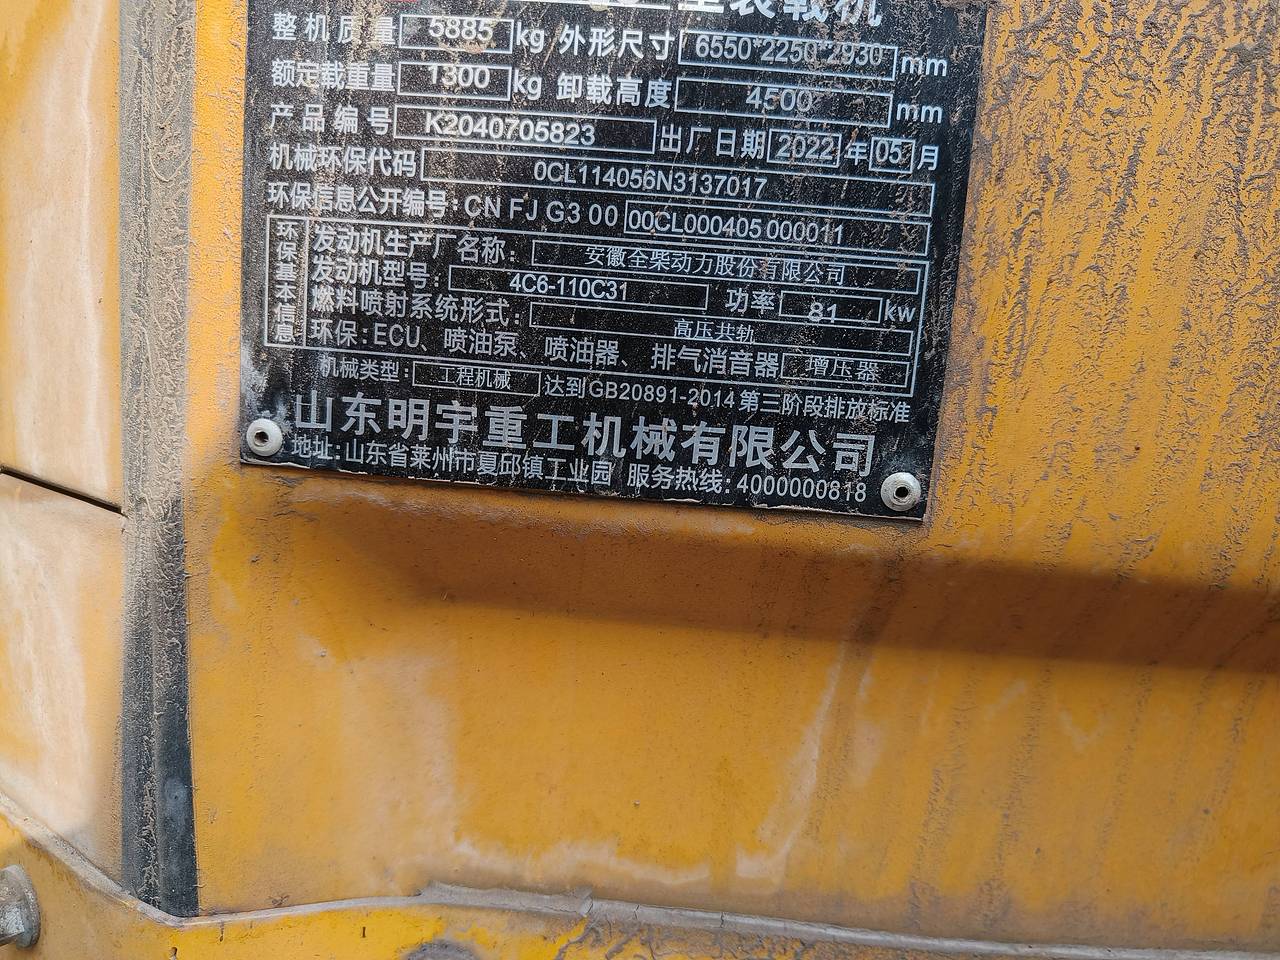 型装载机
整机质量 5885 kg 外形尺寸 6550*2250*2930 mm
额定载重量 1300 kg 卸载高度 4500 mm
产品编号 K2040705823 出厂日期 2022 年 05 月
机械环保代码 0CL114056N3137017
环保信息公开编号: CN FJ G3 00 00CL000405 000011
环保基本信息
发动机生产厂名称: 安徽全柴动力股份有限公司
发动机型号: 4C6-110C31 功率 81 kw
燃料喷射系统形式: 高压共轨
环保: ECU、喷油泵、喷油器、 排气消音器 增压器
机械类型: 工程机械 达到GB20891-2014第三阶段排放标准
山东明宇重工机械有限公司
地址:山东省莱州市夏邱镇工业园 服务热线: 4000000818